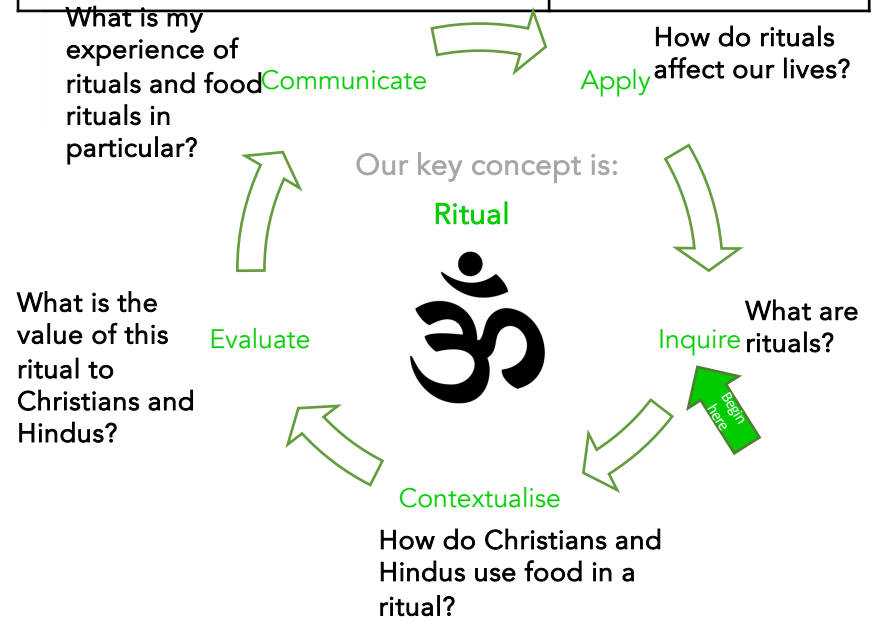 What is my
experience of
rituals and food
rituals in
particular?
Communicate
Apply
How do rituals
affect our lives?
Our key concept is:
Ritual
ॐ
What is the
value of this
ritual to
Christians and
Hindus?
Evaluate
Inquire
What are
rituals?
Begin
here
Contextualise
How do Christians and
Hindus use food in a
ritual?